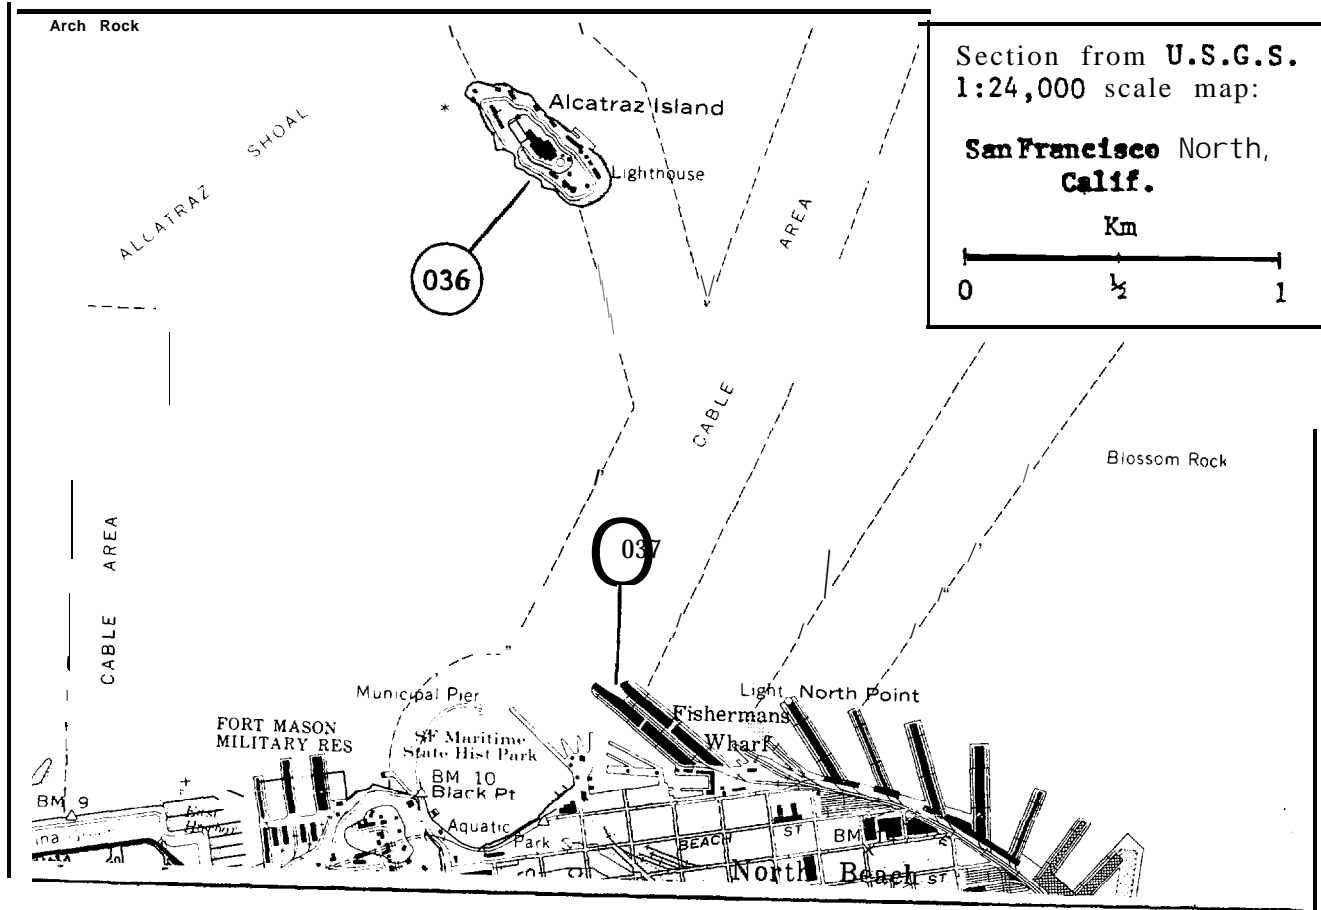 Arch Rock
Section from U.S.G.S.
1:24,000 scale map:
San Francisco North,
Calif.
Km
0 ½ 1
Alcatraz Island
Lighthouse
ALCATRAZ SHOAL
036
CABLE AREA
Blossom Rock
037
CABLE AREA
Municipal Pier
Light
North Point
Fishermans
Wharf
FORT MASON
MILITARY RES
SF Maritime
State Hist Park
BM 10
Black Pt
BM 9
East
Harbor
Aquatic
Park
BEACH ST
BM
North Beach
ST